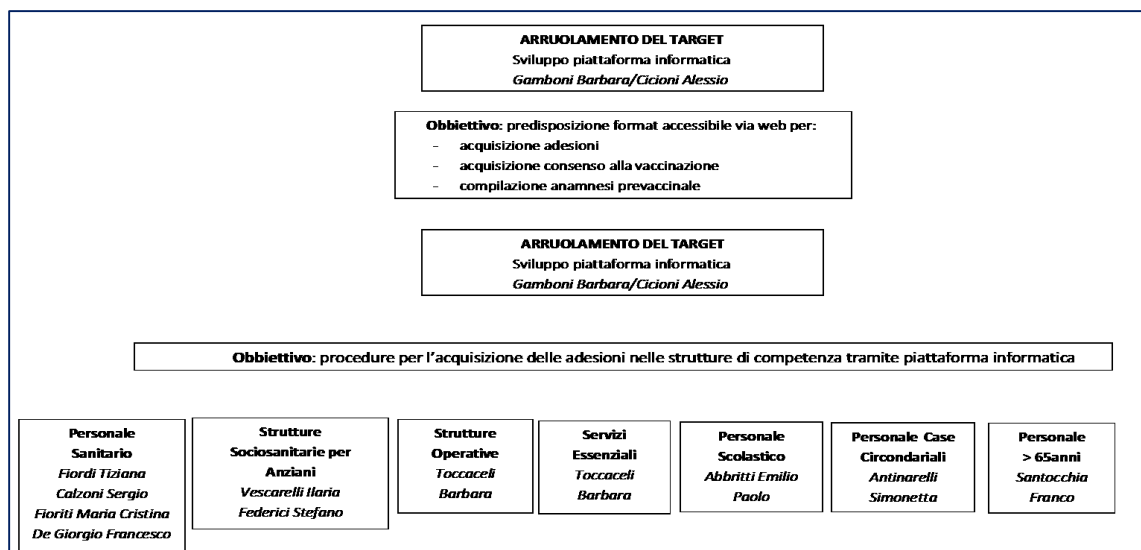 ARRUOLAMENTO DEL TARGET
Sviluppo piattaforma informatica
Gamboni Barbara/Cicioni Alessio
Obbiettivo: predisposizione format accessibile via web per:
- acquisizione adesioni
- acquisizione consenso alla vaccinazione
- compilazione anamnesi prevaccinale
ARRUOLAMENTO DEL TARGET
Sviluppo piattaforma informatica
Gamboni Barbara/Cicioni Alessio
Obbiettivo: procedure per l'acquisizione delle adesioni nelle strutture di competenza tramite piattaforma informatica
Personale
Sanitario
Fiordi Tiziana
Calzoni Sergio
Fioriti Maria Cristina
De Giorgio Francesco
Strutture
Sociosanitarie per
Anziani
Vescarelli Ilaria
Federici Stefano
Strutture
Operative
Toccaceli
Barbara
Servizi
Essenziali
Toccaceli
Barbara
Personale
Scolastico
Abbritti Emilio
Paolo
Personale Case
Circondariali
Antinarelli
Simonetta
Personale
> 65anni
Santocchia
Franco